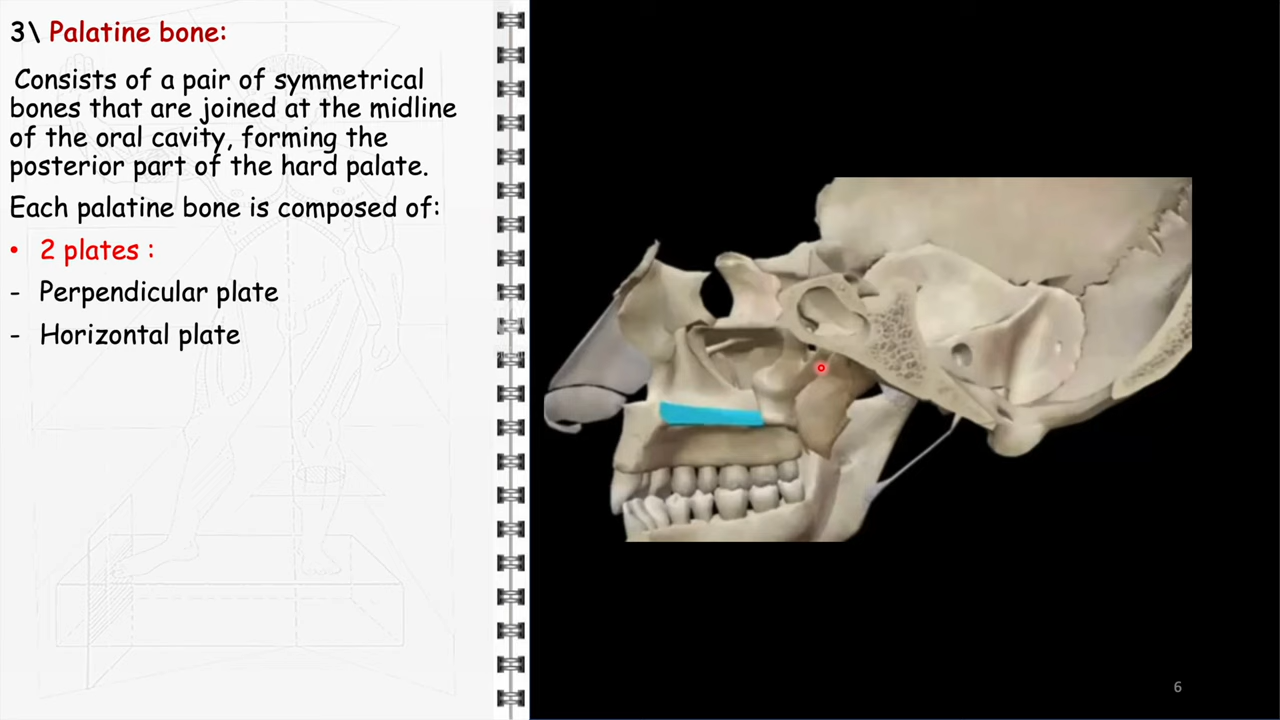 3\ Palatine bone:
Consists of a pair of symmetrical
bones that are joined at the midline
of the oral cavity, forming the
posterior part of the hard palate.
Each palatine bone is composed of:
• 2 plates :
- Perpendicular plate
- Horizontal plate
6